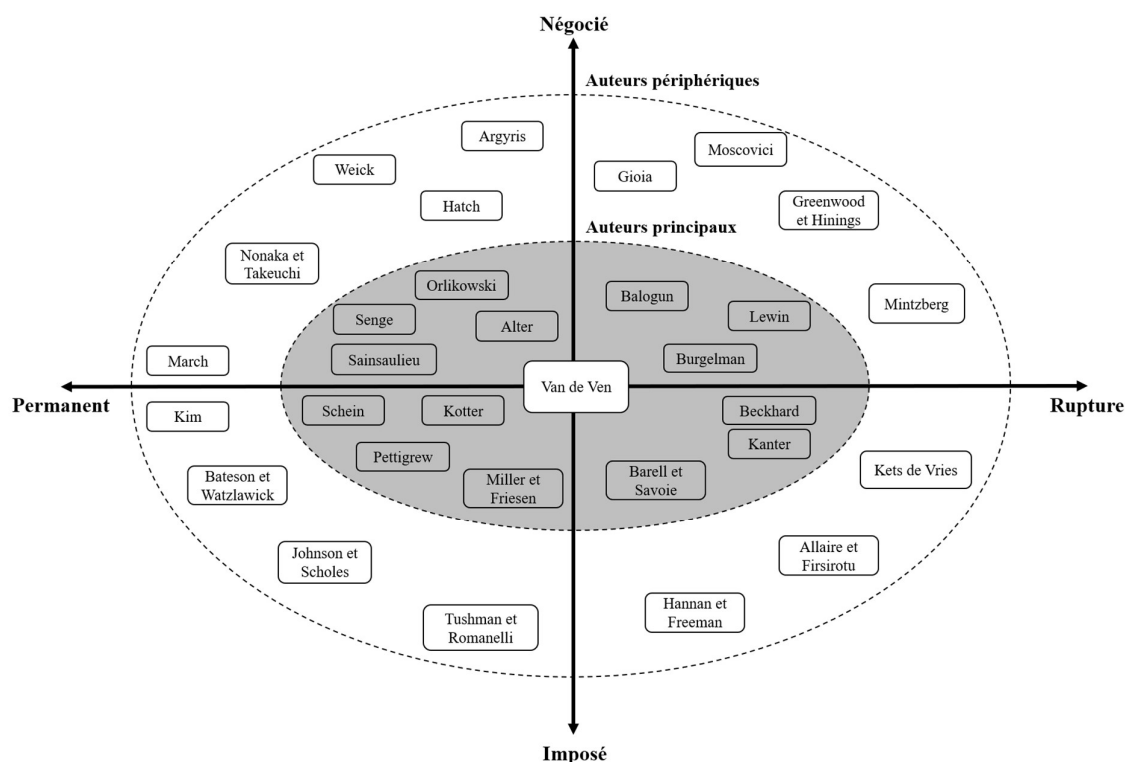 Négocié
Auteurs périphériques
Argyris
Moscovici
Weick
Gioia
Hatch
Greenwood
et Hinings
Auteurs principaux
Nonaka et
Takeuchi
Orlikowski
Balogun
Mintzberg
Senge
Alter
Lewin
March
Sainsaulieu
Burgelman
Van de Ven
Permanent
Rupture
Kim
Schein
Kotter
Beckhard
Kanter
Pettigrew
Bateson et
Watzlawick
Miller et
Friesen
Barell et
Savoie
Kets de Vries
Johnson et
Scholes
Allaire et
Firsirotu
Tushman et
Romanelli
Hannan et
Freeman
Imposé